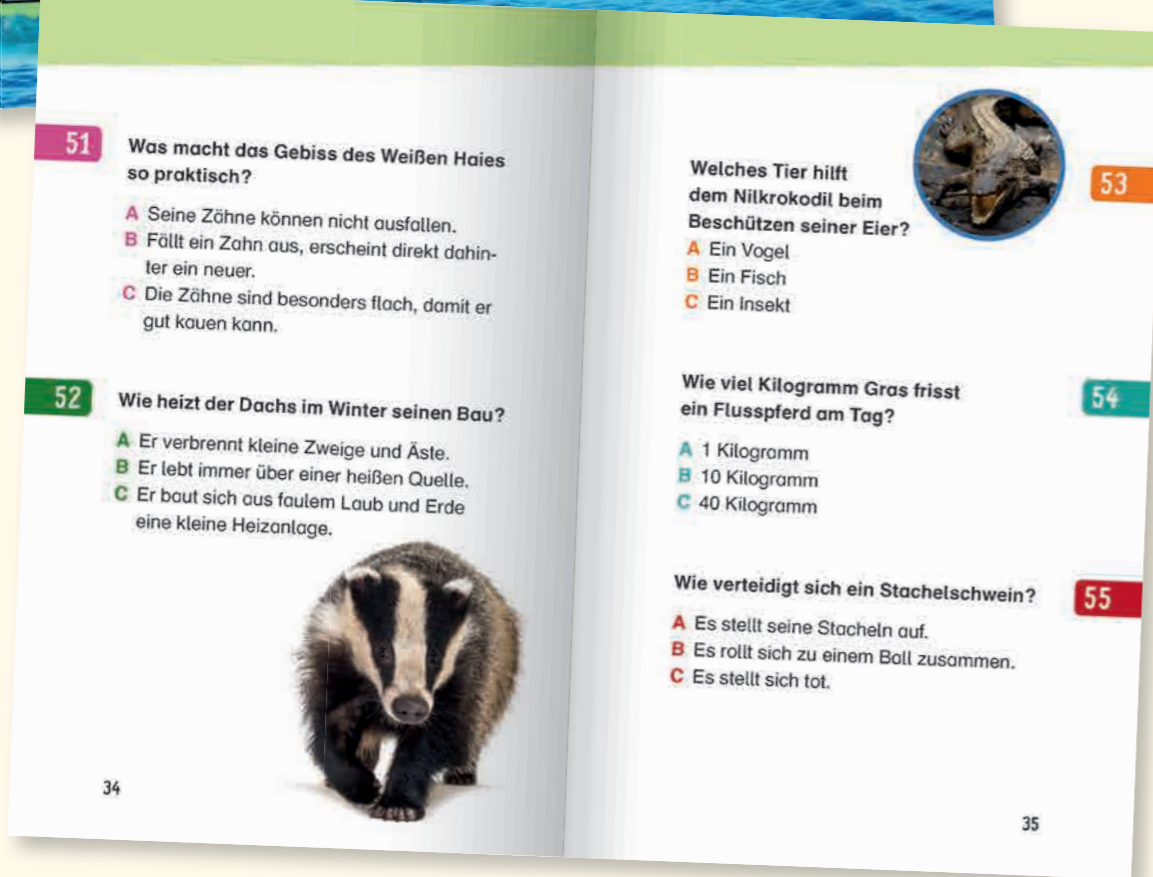 51
Was macht das Gebiss des Weißen Haies
so praktisch?
A Seine Zähne können nicht ausfallen.
B Fällt ein Zahn aus, erscheint direkt dahin-
ter ein neuer.
C Die Zähne sind besonders flach, damit er
gut kauen kann.
52
Wie heizt der Dachs im Winter seinen Bau?
A Er verbrennt kleine Zweige und Äste.
B Er lebt immer über einer heißen Quelle.
C Er baut sich aus faulem Laub und Erde
eine kleine Heizanlage.
34
53
Welches Tier hilft
dem Nilkrokodil beim
Beschützen seiner Eier?
A Ein Vogel
B Ein Fisch
C Ein Insekt
54
Wie viel Kilogramm Gras frisst
ein Flusspferd am Tag?
A 1 Kilogramm
B 10 Kilogramm
C 40 Kilogramm
55
Wie verteidigt sich ein Stachelschwein?
A Es stellt seine Stacheln auf.
B Es rollt sich zu einem Ball zusammen.
C Es stellt sich tot.
35